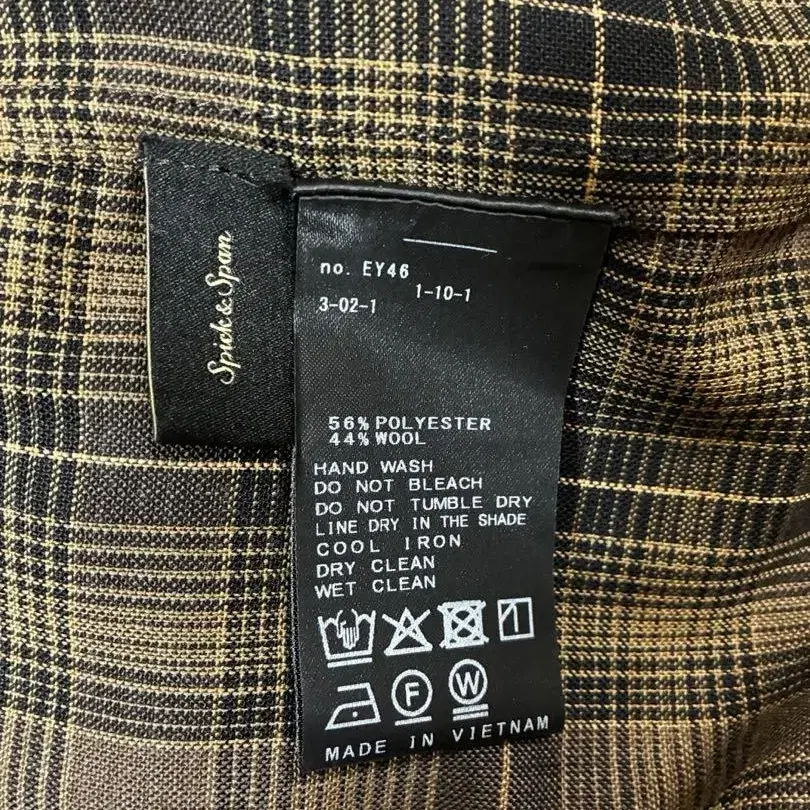 Spick & Span
no. EY46
3-02-1
1-10-1
56% POLYESTER
44% WOOL
HAND WASH
DO NOT BLEACH
DO NOT TUMBLE DRY
LINE DRY IN THE SHADE
COOL IRON
DRY CLEAN
WET CLEAN
F W
MADE IN VIETNAM